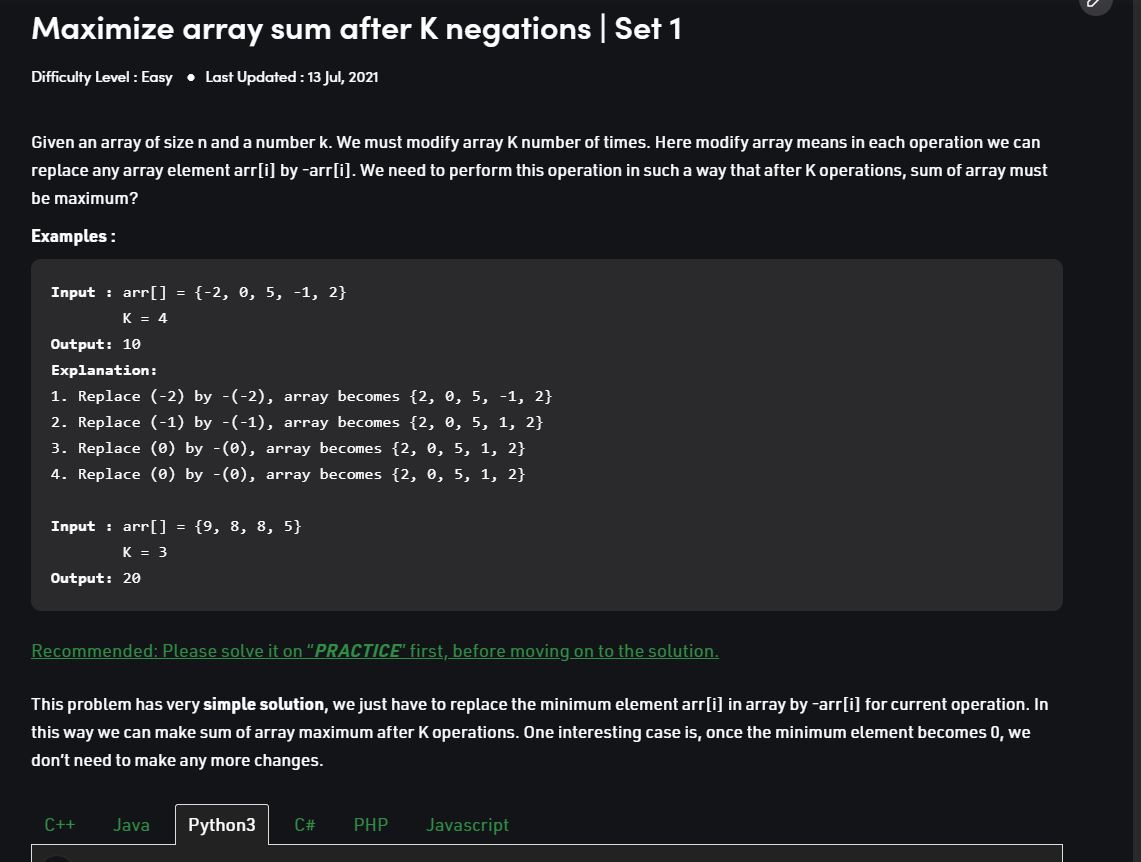 Maximize array sum after K negations | Set 1
Difficulty Level : Easy ● Last Updated : 13 Jul, 2021
Given an array of size n and a number k. We must modify array K number of times. Here modify array means in each operation we can
replace any array element arr[i] by -arr[i]. We need to perform this operation in such a way that after K operations, sum of array must
be maximum?
Examples :
Input : arr[] = {-2, 0, 5, -1, 2}
K = 4
Output: 10
Explanation:
1. Replace (-2) by -(-2), array becomes {2, 0, 5, -1, 2}
2. Replace (-1) by -(-1), array becomes {2, 0, 5, 1, 2}
3. Replace (0) by -(0), array becomes {2, 0, 5, 1, 2}
4. Replace (0) by -(0), array becomes {2, 0, 5, 1, 2}
Input : arr[] = {9, 8, 8, 5}
K = 3
Output: 20
Recommended: Please solve it on “PRACTICE” first, before moving on to the solution.
This problem has very simple solution, we just have to replace the minimum element arr[i] in array by -arr[i] for current operation. In
this way we can make sum of array maximum after K operations. One interesting case is, once the minimum element becomes 0, we
don’t need to make any more changes.
C++ Java Python3 C# PHP Javascript